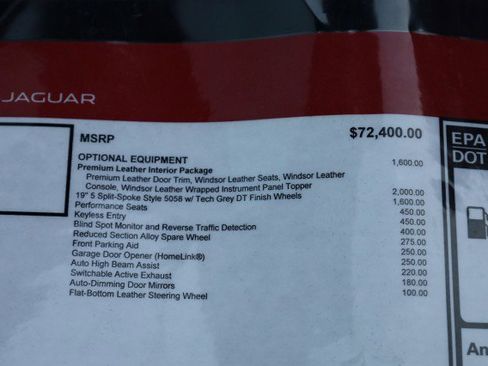 JAGUAR
MSRP $72,400.00
OPTIONAL EQUIPMENT
Premium Leather Interior Package 1,600.00
Premium Leather Door Trim, Windsor Leather Seats, Windsor Leather
Console, Windsor Leather Wrapped Instrument Panel Topper
19" 5 Split-Spoke Style 5058 w/ Tech Grey DT Finish Wheels 2,000.00
Performance Seats 1,600.00
Keyless Entry 450.00
Blind Spot Monitor and Reverse Traffic Detection 450.00
Reduced Section Alloy Spare Wheel 400.00
Front Parking Aid 275.00
Garage Door Opener (HomeLink®) 250.00
Auto High Beam Assist 250.00
Switchable Active Exhaust 220.00
Auto-Dimming Door Mirrors 180.00
Flat-Bottom Leather Steering Wheel 100.00
EPA
DOT
An